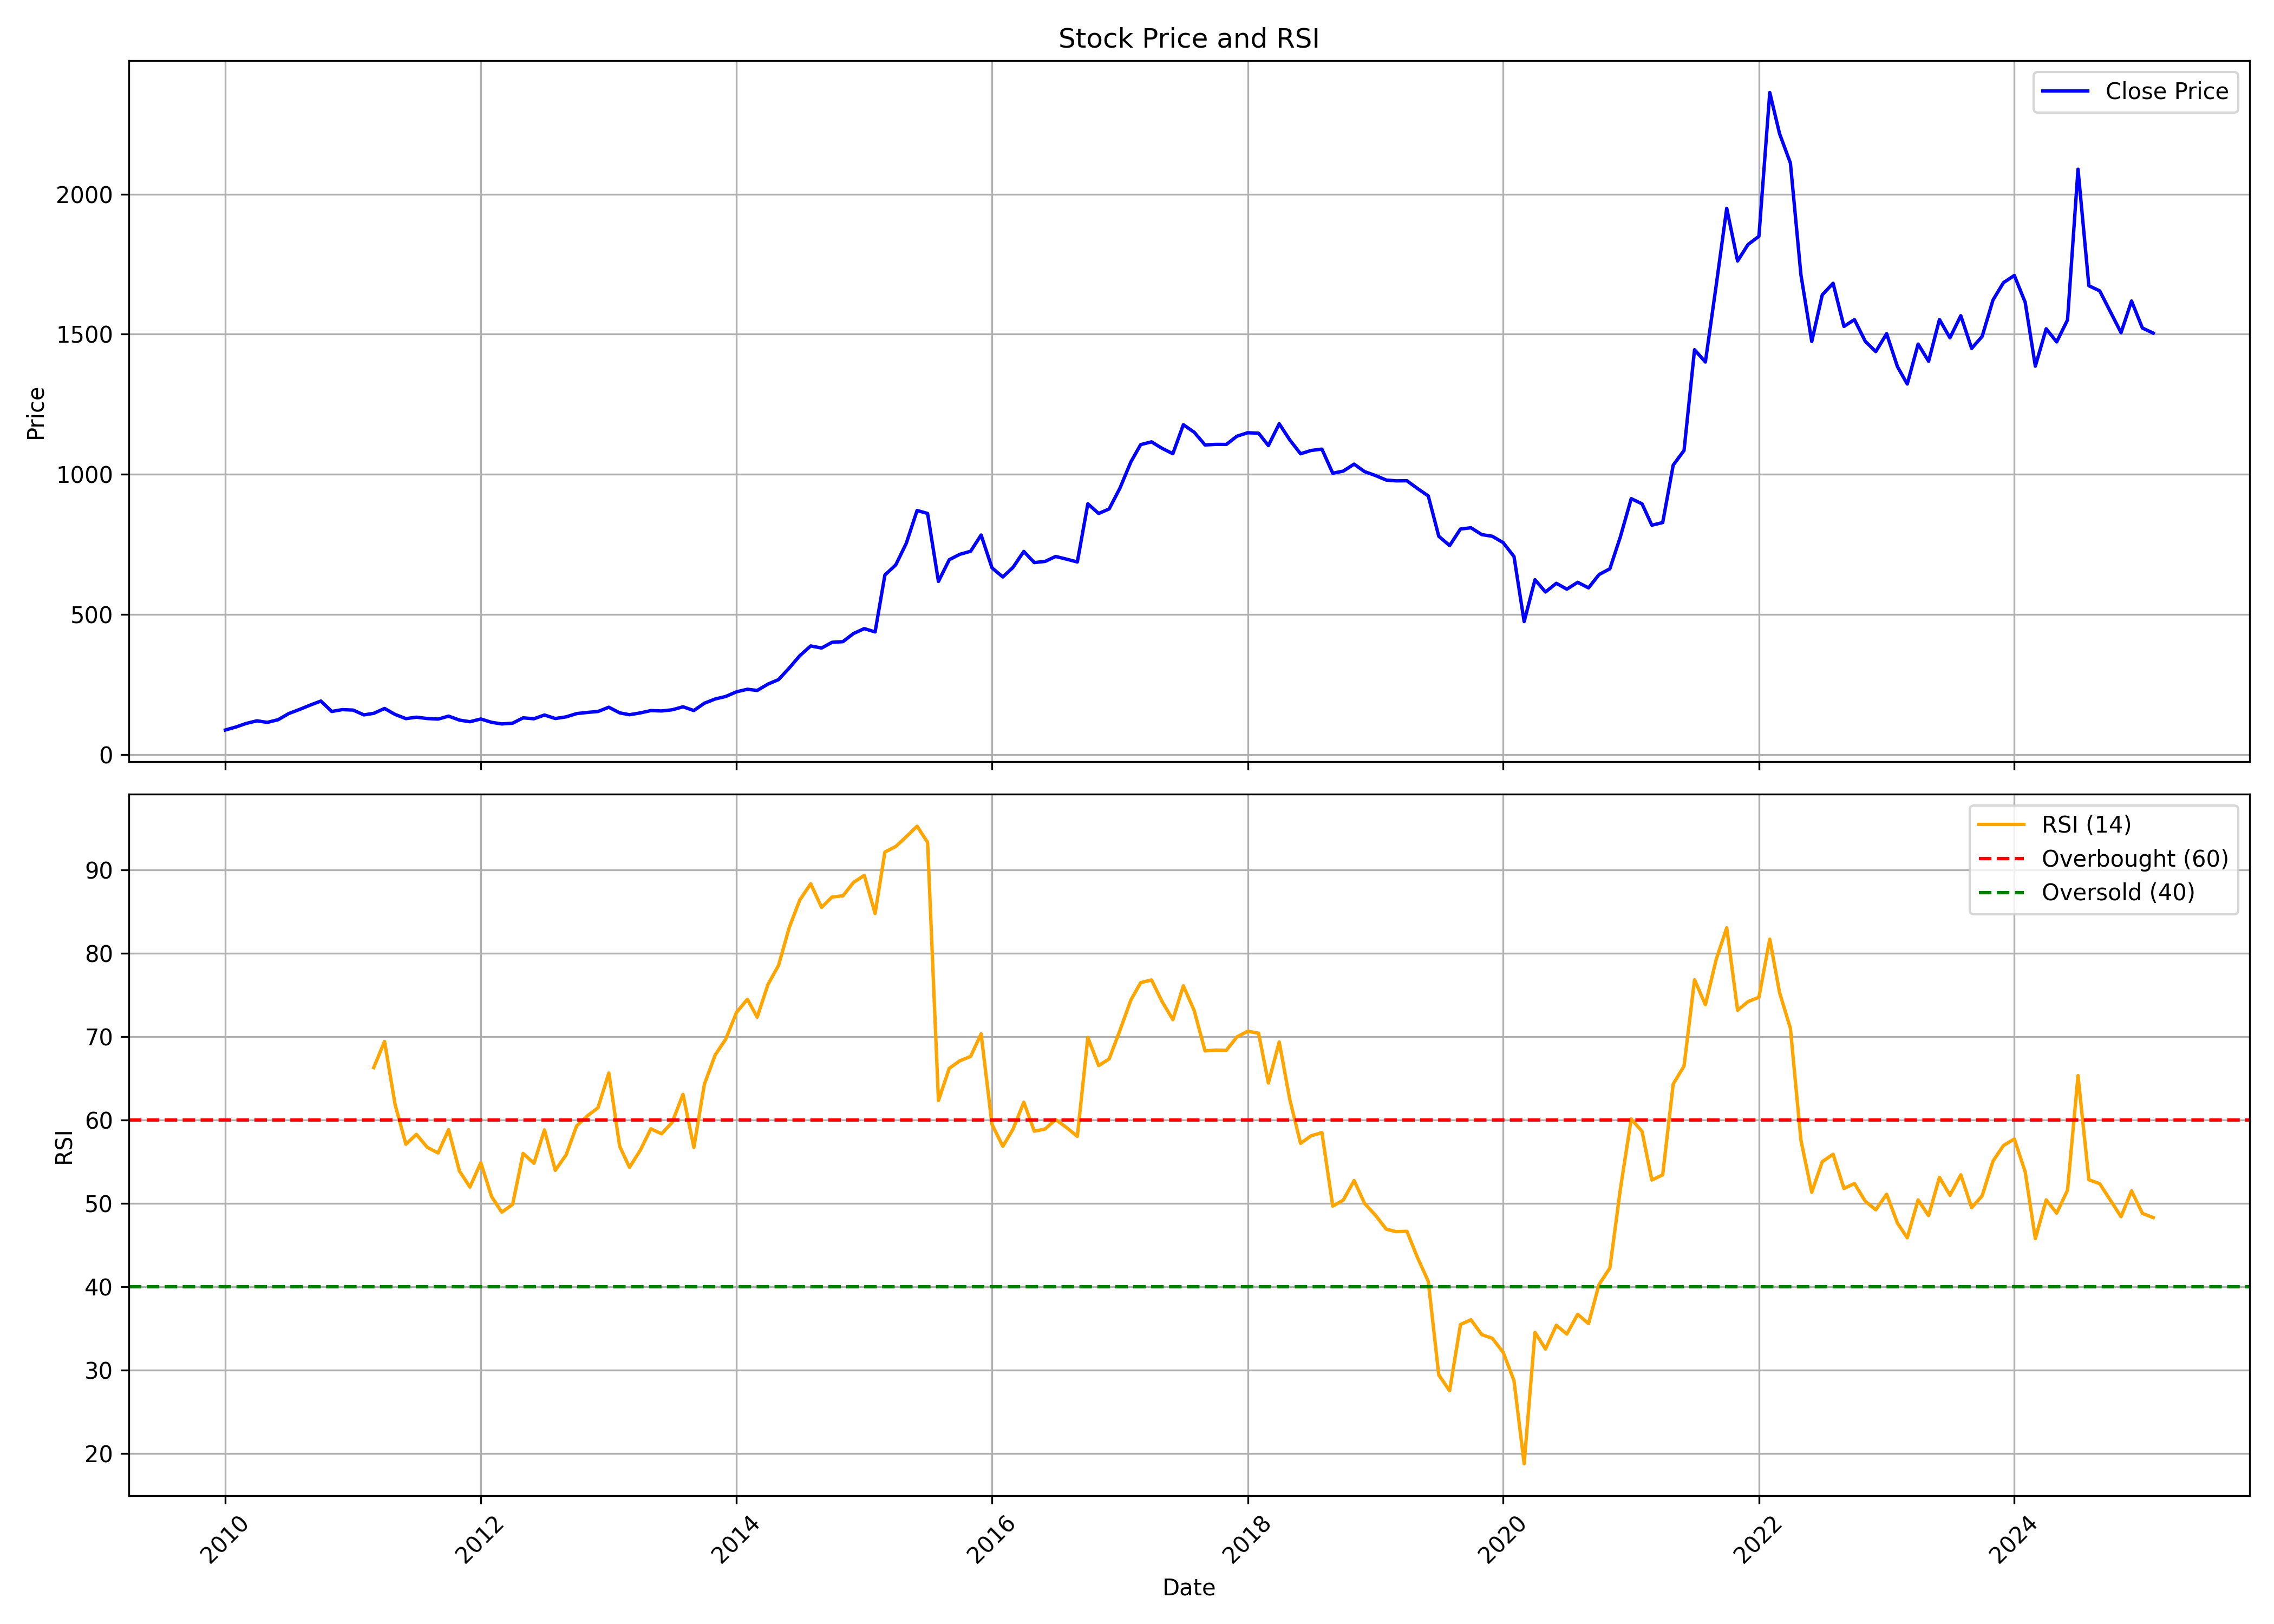 Stock Price and RSI
Close Price
Price
2000
1500
1000
500
0
RSI (14)
Overbought (60)
Oversold (40)
RSI
90
80
70
60
50
40
30
20
2010
2012
2014
2016
2018
2020
2022
2024
Date